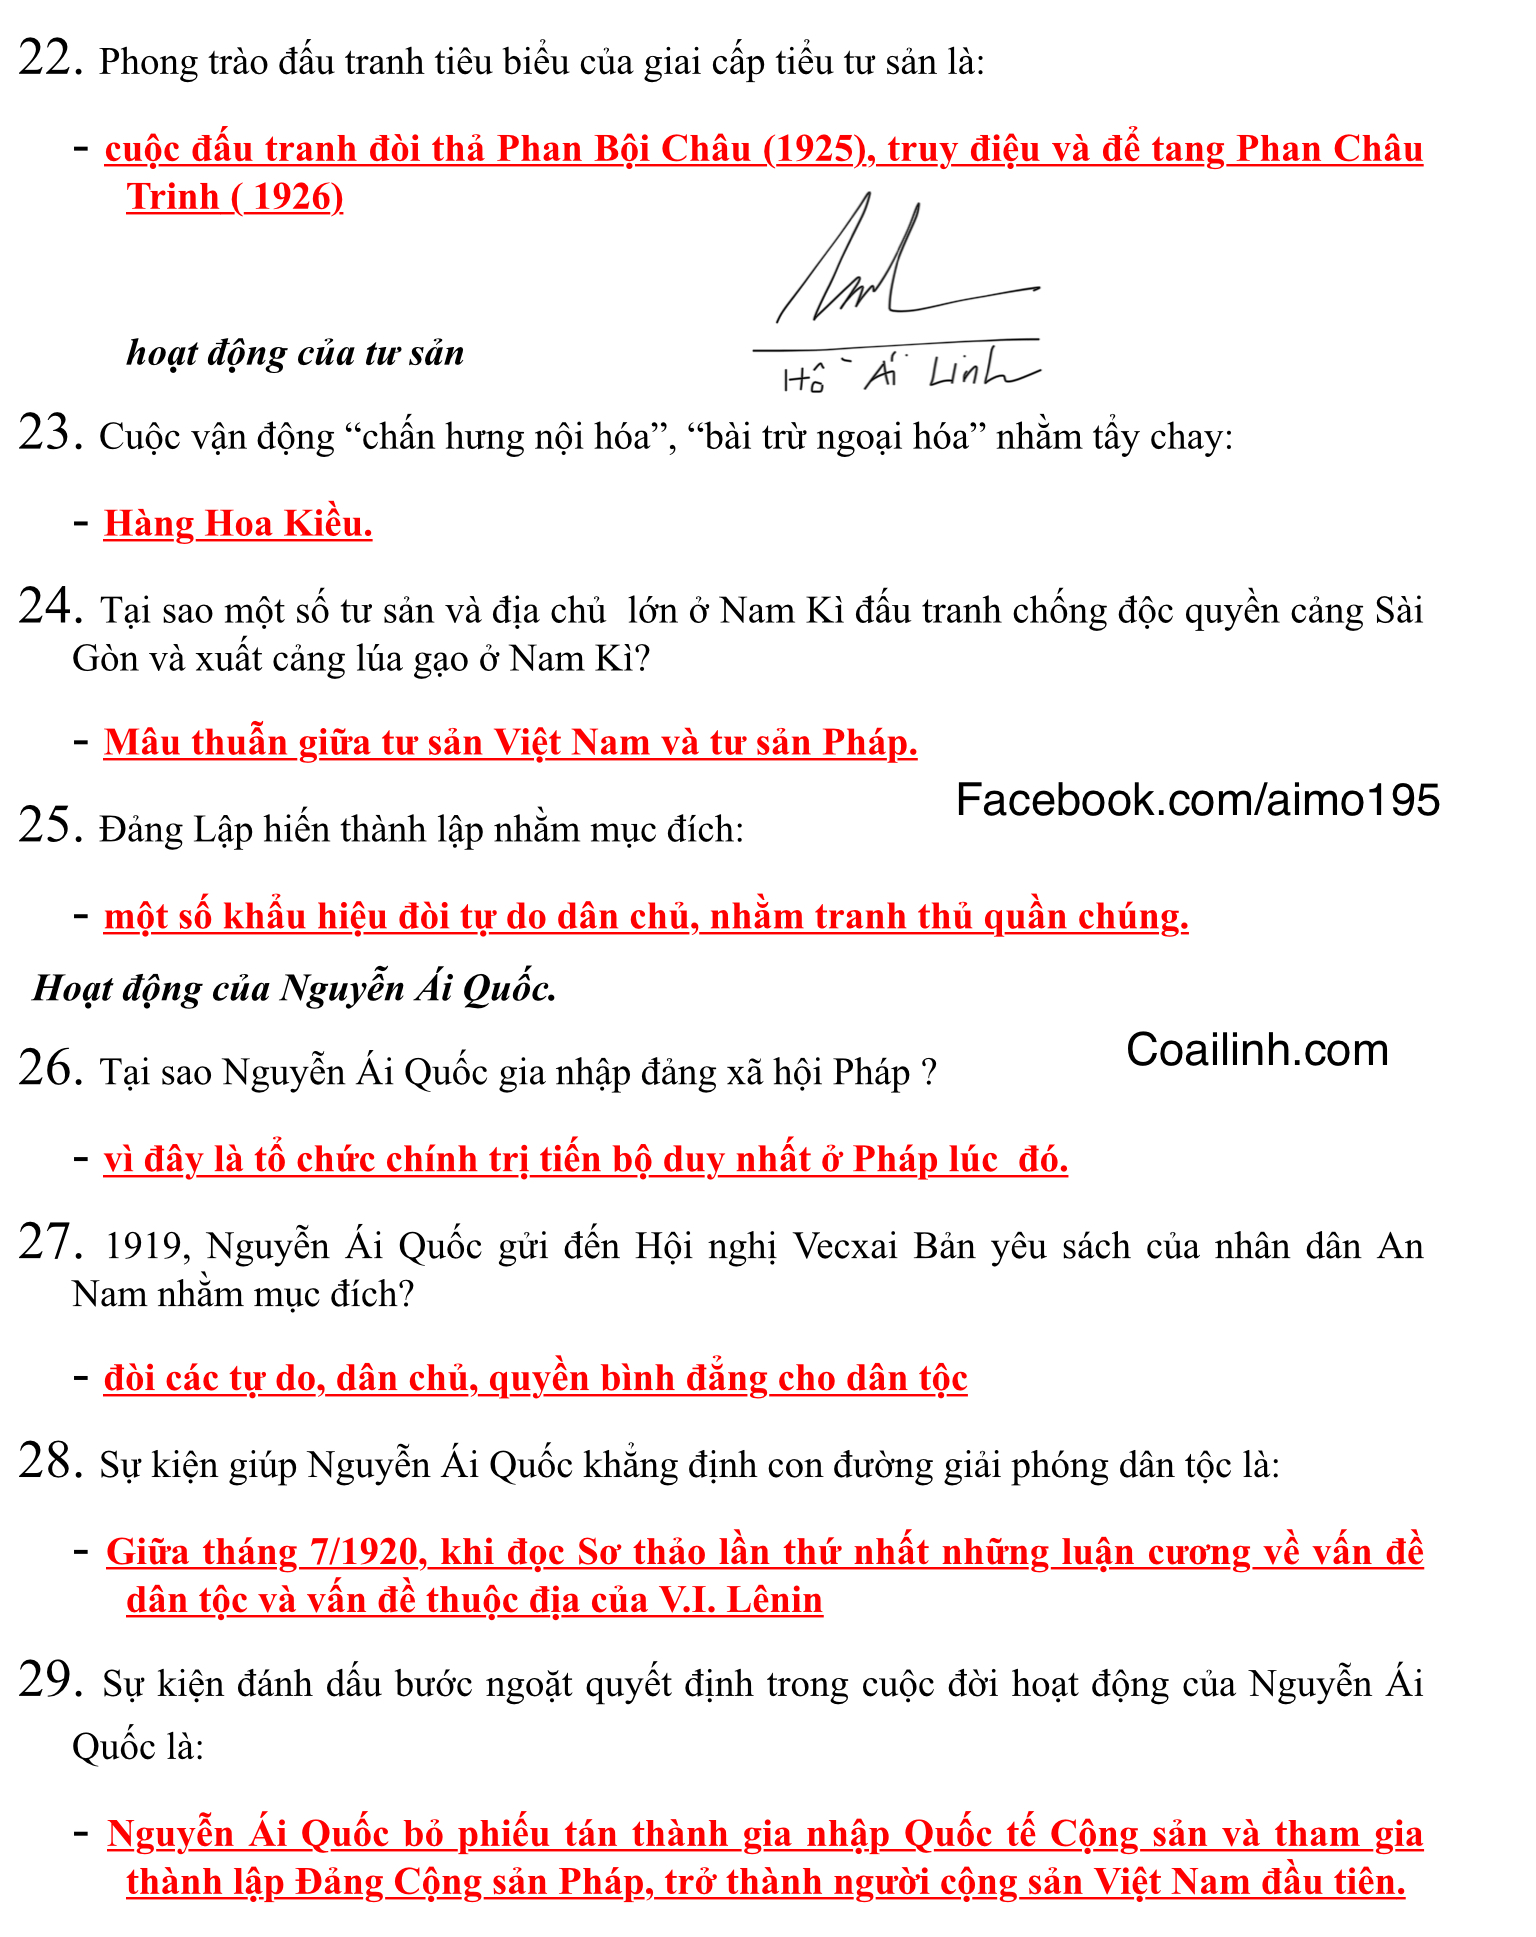 22. Phong trào đấu tranh tiêu biểu của giai cấp tiểu tư sản là:
- cuộc đấu tranh đòi thả Phan Bội Châu (1925), truy điệu và để tang Phan Châu
Trinh ( 1926)
hoạt động của tư sản
Hồ Ái Linh
23. Cuộc vận động “chấn hưng nội hóa”, “bài trừ ngoại hóa” nhằm tẩy chay:
- Hàng Hoa Kiều.
24. Tại sao một số tư sản và địa chủ lớn ở Nam Kì đấu tranh chống độc quyền cảng Sài
Gòn và xuất cảng lúa gạo ở Nam Kì?
- Mâu thuẫn giữa tư sản Việt Nam và tư sản Pháp.
Facebook.com/aimo195
25. Đảng Lập hiến thành lập nhằm mục đích:
- một số khẩu hiệu đòi tự do dân chủ, nhằm tranh thủ quần chúng.
Hoạt động của Nguyễn Ái Quốc.
Coailinh.com
26. Tại sao Nguyễn Ái Quốc gia nhập đảng xã hội Pháp ?
- vì đây là tổ chức chính trị tiến bộ duy nhất ở Pháp lúc đó.
27. 1919, Nguyễn Ái Quốc gửi đến Hội nghị Vecxai Bản yêu sách của nhân dân An
Nam nhằm mục đích?
- đòi các tự do, dân chủ, quyền bình đẳng cho dân tộc
28. Sự kiện giúp Nguyễn Ái Quốc khẳng định con đường giải phóng dân tộc là:
- Giữa tháng 7/1920, khi đọc Sơ thảo lần thứ nhất những luận cương về vấn đề
dân tộc và vấn đề thuộc địa của V.I. Lênin
29. Sự kiện đánh dấu bước ngoặt quyết định trong cuộc đời hoạt động của Nguyễn Ái
Quốc là:
- Nguyễn Ái Quốc bỏ phiếu tán thành gia nhập Quốc tế Cộng sản và tham gia
thành lập Đảng Cộng sản Pháp, trở thành người cộng sản Việt Nam đầu tiên.